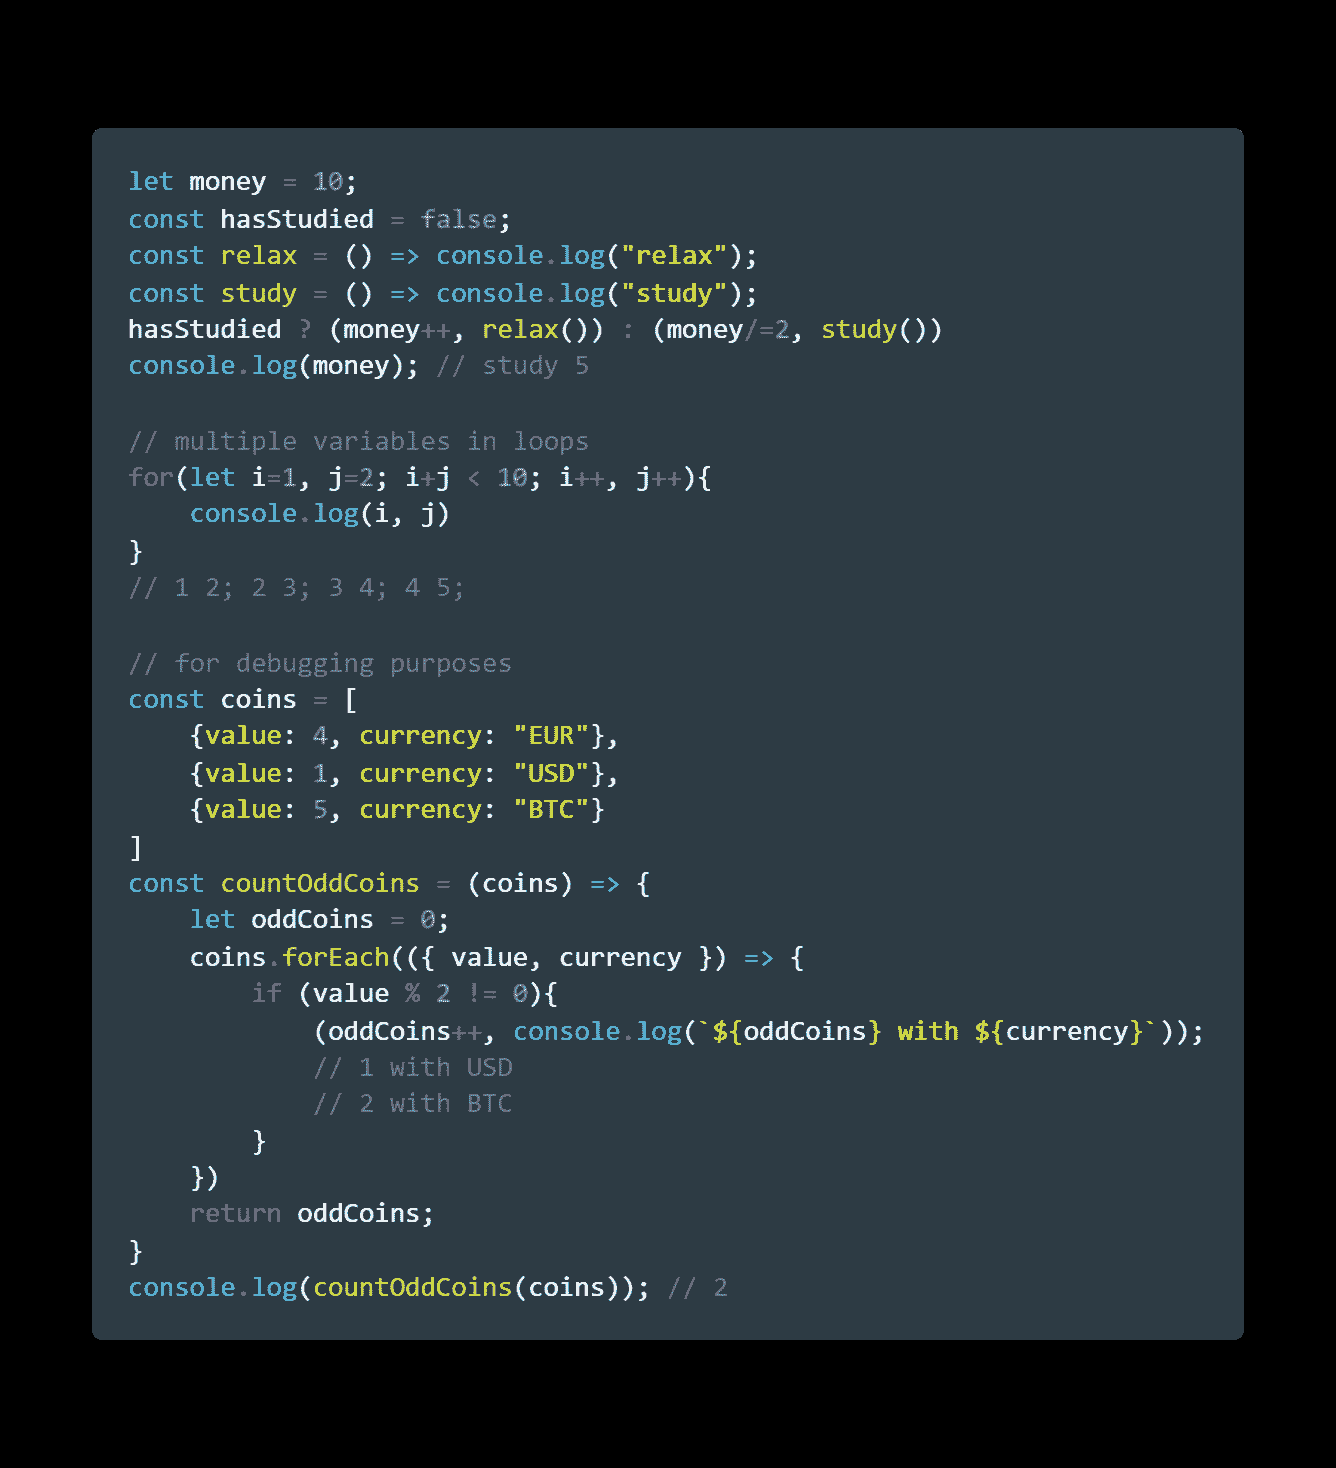 let money = 10;
const hasStudied = false;
const relax = () => console.log("relax");
const study = () => console.log("study");
hasStudied ? (money++, relax()) : (money/=2, study())
console.log(money); // study 5

// multiple variables in loops
for(let i=1, j=2; i+j < 10; i++, j++){
    console.log(i, j)
}
// 1 2; 2 3; 3 4; 4 5;

// for debugging purposes
const coins = [
    {value: 4, currency: "EUR"},
    {value: 1, currency: "USD"},
    {value: 5, currency: "BTC"}
]
const countOddCoins = (coins) => {
    let oddCoins = 0;
    coins.forEach(({ value, currency }) => {
        if (value % 2 != 0){
            (oddCoins++, console.log(`${oddCoins} with ${currency}`));
            // 1 with USD
            // 2 with BTC
        }
    })
    return oddCoins;
}
console.log(countOddCoins(coins)); // 2